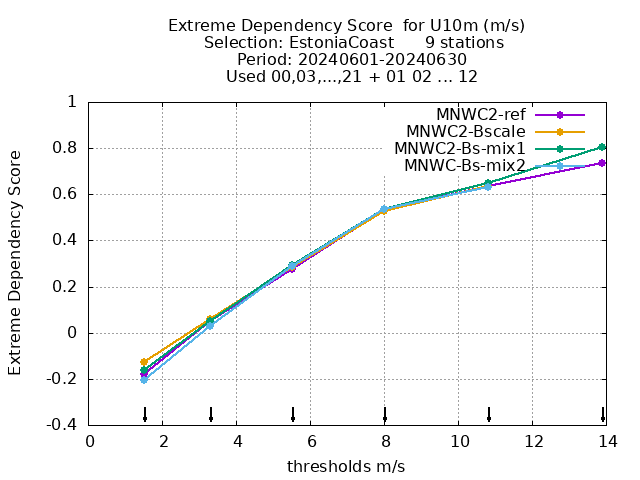 Extreme Dependency Score  for U10m (m/s)
Selection: EstoniaCoast      9 stations
Period: 20240601-20240630
Used 00,03,...,21 + 01 02 ... 12
MNWC2-ref
MNWC2-Bscale
MNWC2-Bs-mix1
MNWC-Bs-mix2
Extreme Dependency Score
1
0.8
0.6
0.4
0.2
0
-0.2
-0.4
0 2 4 6 8 10 12 14
thresholds m/s